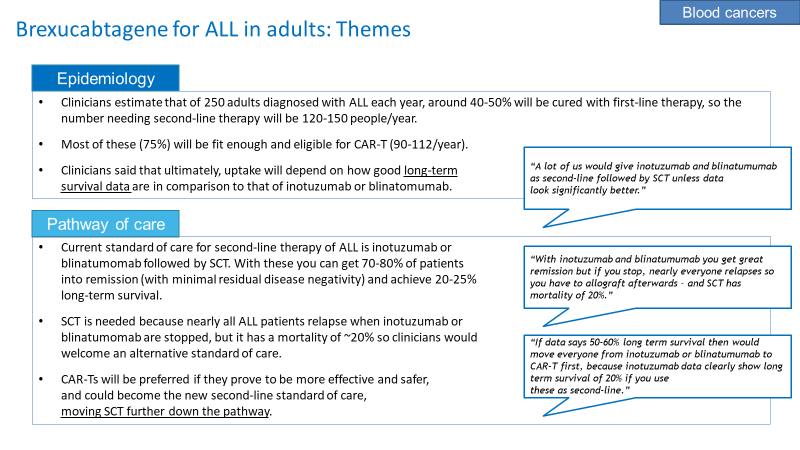 Blood cancers
Brexucabtagene for ALL in adults: Themes
Epidemiology
• Clinicians estimate that of 250 adults diagnosed with ALL each year, around 40-50% will be cured with first-line therapy, so the
number needing second-line therapy will be 120-150 people/year.
• Most of these (75%) will be fit enough and eligible for CAR-T (90-112/year).
• Clinicians said that ultimately, uptake will depend on how good long-term
survival data are in comparison to that of inotuzumab or blinatomumab.
“A lot of us would give inotuzumab and blinatumumab
as second-line followed by SCT unless data
look significantly better.”
Pathway of care
• Current standard of care for second-line therapy of ALL is inotuzumab or
blinatumomab followed by SCT. With these you can get 70-80% of patients
into remission (with minimal residual disease negativity) and achieve 20-25%
long-term survival.
• SCT is needed because nearly all ALL patients relapse when inotuzumab or
blinatumomab are stopped, but it has a mortality of ~20% so clinicians would
welcome an alternative standard of care.
• CAR-Ts will be preferred if they prove to be more effective and safer,
and could become the new second-line standard of care,
moving SCT further down the pathway.
“With inotuzumab and blinatumumab you get great
remission but if you stop, nearly everyone relapses so
you have to allograft afterwards – and SCT has
mortality of 20%.”
“If data says 50-60% long term survival then would
move everyone from inotuzumab or blinatumumab to
CAR-T first, because inotuzumab data clearly show long
term survival of 20% if you use
these as second-line.”